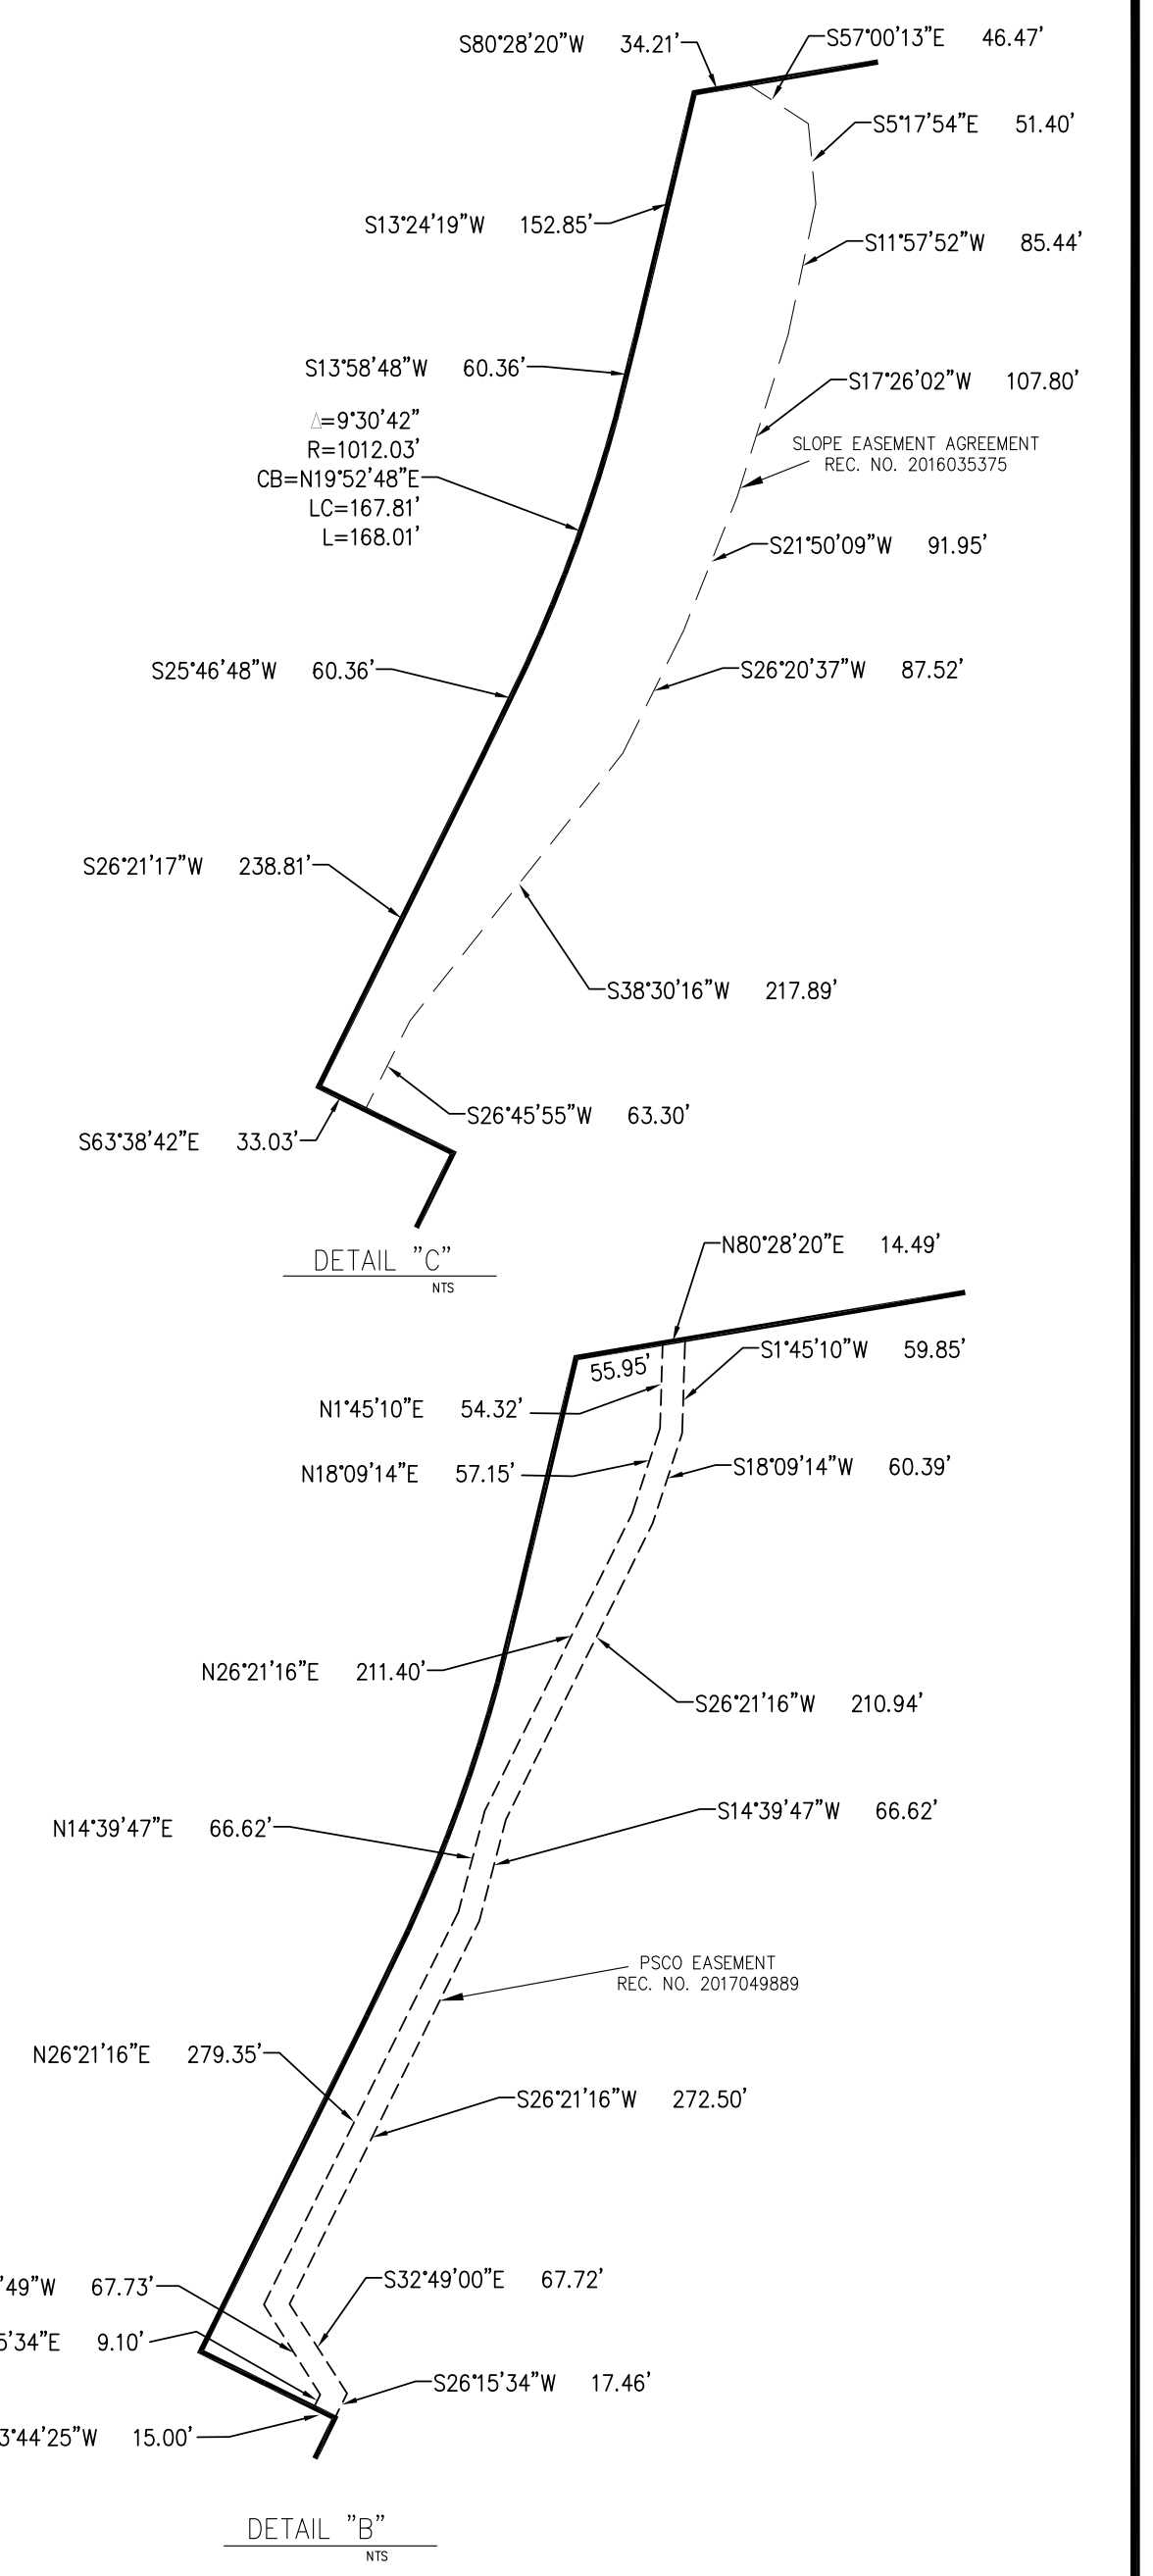 S80°28'20"W 34.21'
S57°00'13"E 46.47'
S5°17'54"E 51.40'
S13°24'19"W 152.85'
S11°57'52"W 85.44'
S13°58'48"W 60.36'
S17°26'02"W 107.80'
Δ=9°30'42"
R=1012.03'
CB=N19°52'48"E
LC=167.81'
L=168.01'
SLOPE EASEMENT AGREEMENT
REC. NO. 2016035375
S21°50'09"W 91.95'
S25°46'48"W 60.36'
S26°20'37"W 87.52'
S26°21'17"W 238.81'
S38°30'16"W 217.89'
S26°45'55"W 63.30'
S63°38'42"E 33.03'
DETAIL "C"
NTS
N80°28'20"E 14.49'
S1°45'10"W 59.85'
55.95'
N1°45'10"E 54.32'
N18°09'14"E 57.15'
S18°09'14"W 60.39'
N26°21'16"E 211.40'
S26°21'16"W 210.94'
N14°39'47"E 66.62'
S14°39'47"W 66.62'
PSCO EASEMENT
REC. NO. 2017049889
N26°21'16"E 279.35'
S26°21'16"W 272.50'
'49"W 67.73'
S32°49'00"E 67.72'
5'34"E 9.10'
S26°15'34"W 17.46'
3°44'25"W 15.00'
DETAIL "B"
NTS